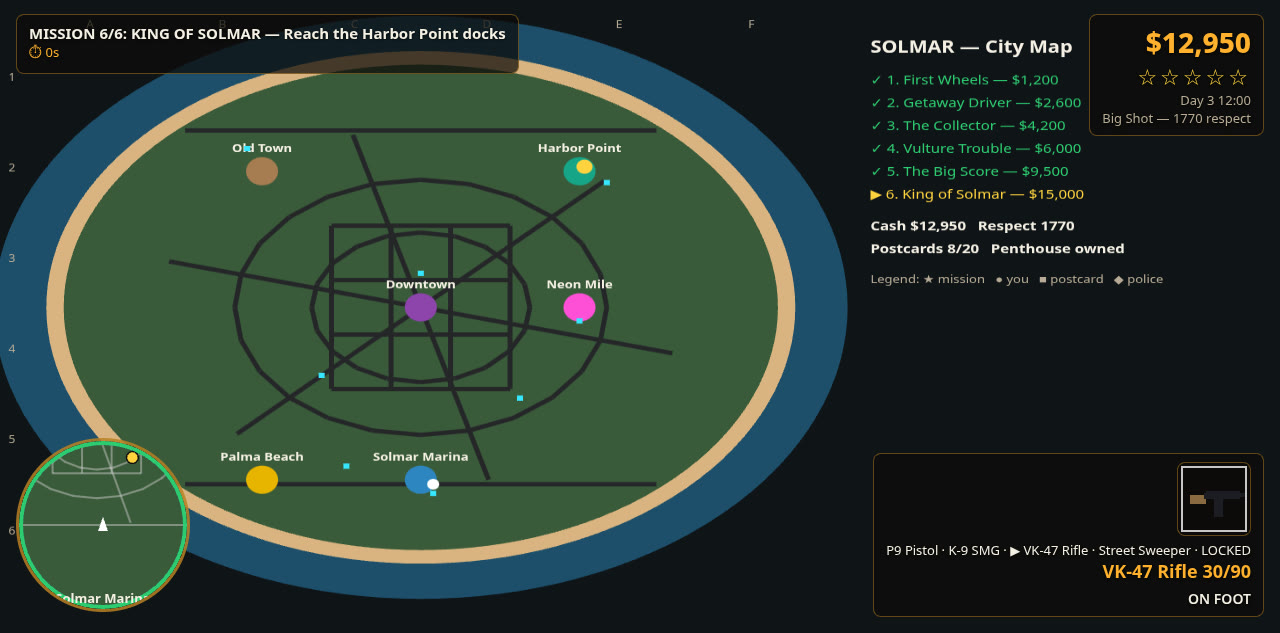 A B C D E F
MISSION 6/6: KING OF SOLMAR — Reach the Harbor Point docks
⏱ 0s
1
2
3
4
5
6
Old Town
Harbor Point
Downtown
Neon Mile
Palma Beach
Solmar Marina
Solmar Marina
SOLMAR — City Map
✓ 1. First Wheels — $1,200
✓ 2. Getaway Driver — $2,600
✓ 3. The Collector — $4,200
✓ 4. Vulture Trouble — $6,000
✓ 5. The Big Score — $9,500
▶ 6. King of Solmar — $15,000
Cash $12,950 Respect 1770
Postcards 8/20 Penthouse owned
Legend: ★ mission ● you ■ postcard ◆ police
$12,950
☆☆☆☆☆
Day 3 12:00
Big Shot — 1770 respect
P9 Pistol · K-9 SMG · ▶ VK-47 Rifle · Street Sweeper · LOCKED
VK-47 Rifle 30/90
ON FOOT